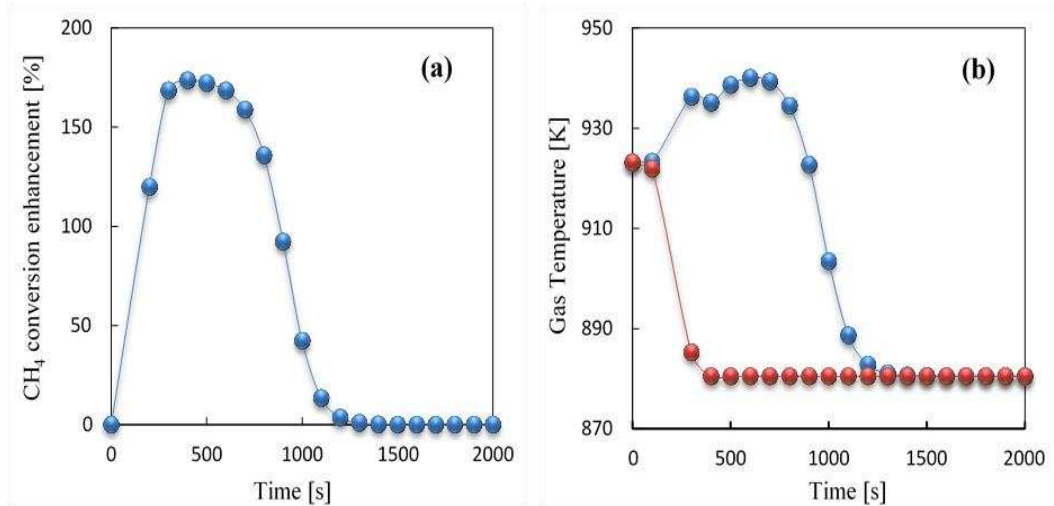 (a)
CH₄ conversion enhancement [%]
200
150
100
50
0
0 500 1000 1500 2000
Time [s]
(b)
Gas Temperature [K]
950
930
910
890
870
0 500 1000 1500 2000
Time [s]